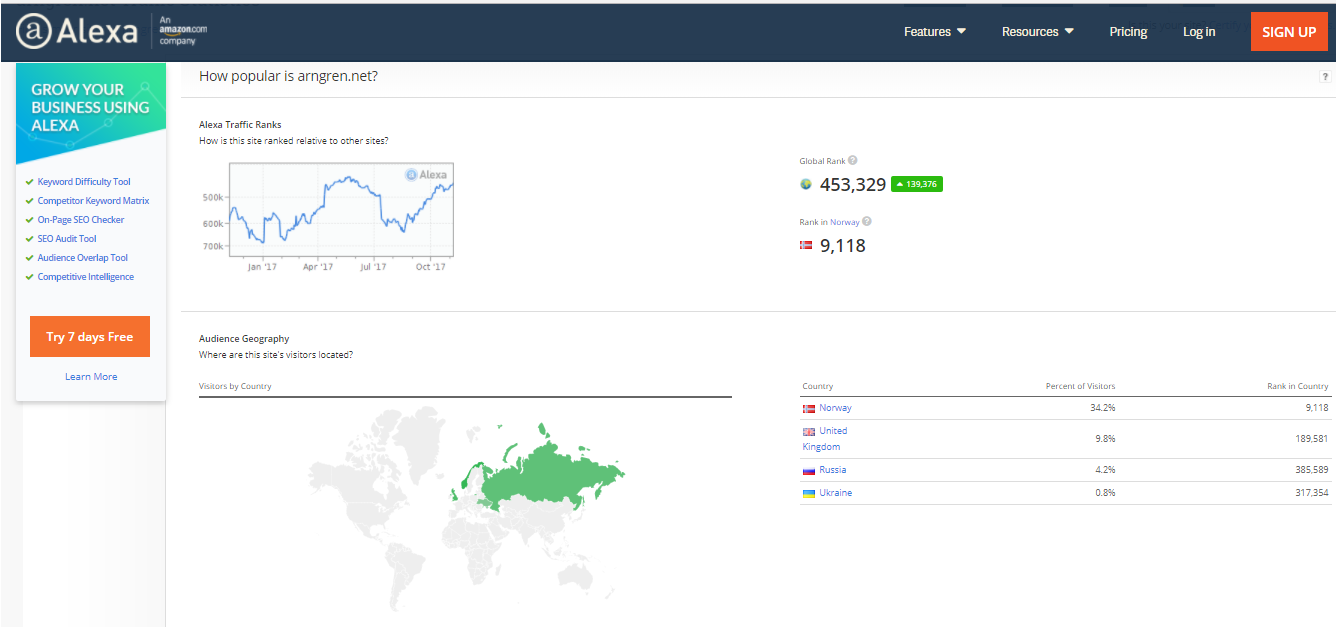 Alexa
An
amazon.com
company
Features
Resources
Pricing
Log in
SIGN UP
GROW YOUR
BUSINESS USING
ALEXA
Keyword Difficulty Tool
Competitor Keyword Matrix
On-Page SEO Checker
SEO Audit Tool
Audience Overlap Tool
Competitive Intelligence
Try 7 days Free
Learn More
How popular is arngren.net?
?
Alexa Traffic Ranks
How is this site ranked relative to other sites?
Alexa
500k
600k
700k
Jan '17 Apr '17 Jul '17 Oct '17
Global Rank ?
453,329 139,376
Rank in Norway ?
9,118
Audience Geography
Where are this site's visitors located?
Visitors by Country
Country Percent of Visitors Rank in Country
Norway 34.2% 9,118
United
Kingdom 9.8% 189,581
Russia 4.2% 385,589
Ukraine 0.8% 317,354